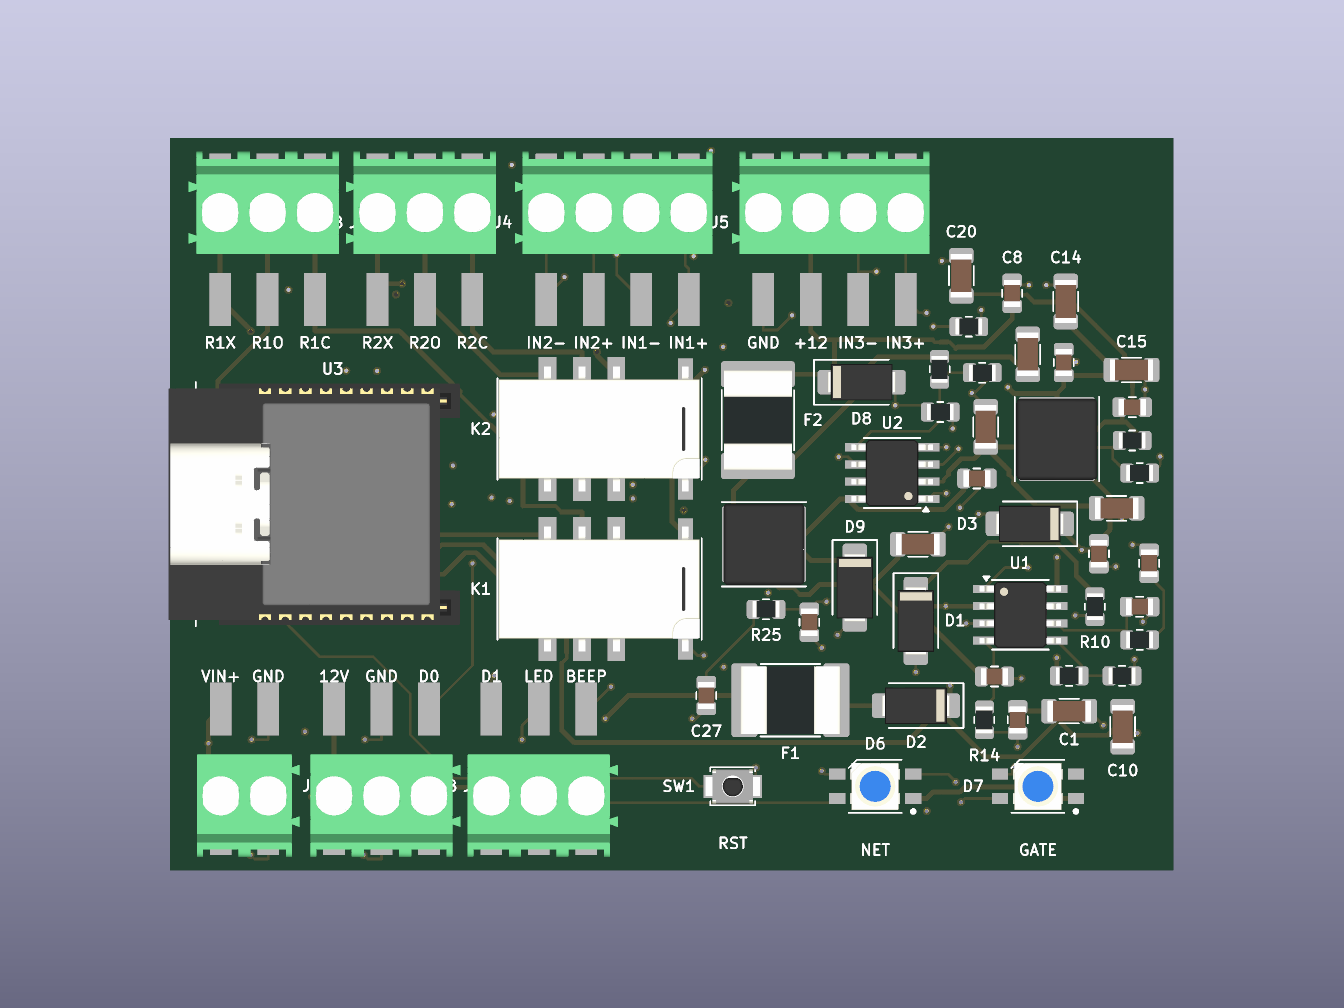 C20
J4
J5
C8
C14
R1X R1O R1C R2X R2O R2C IN2- IN2+ IN1- IN1+ GND +12 IN3- IN3+
C15
U3
F2
D8
U2
K2
D3
D9
U1
K1
R25
D1
R10
VIN+ GND 12V GND D0 D1 LED BEEP
C27
F1
D6
D2
R14
C1
C10
SW1
D7
RST
NET
GATE